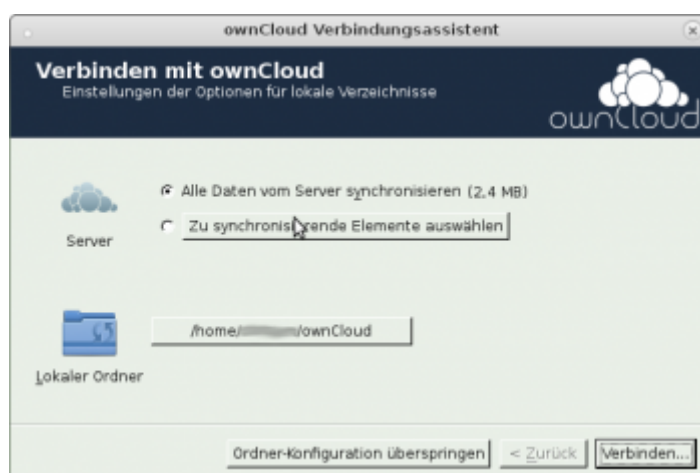 ownCloud Verbindungsassistent
Verbinden mit ownCloud
Einstellungen der Optionen für lokale Verzeichnisse
ownCloud
Alle Daten vom Server synchronisieren (2,4 MB)
Zu synchronisierende Elemente auswählen
Server
/home/ /ownCloud
Lokaler Ordner
Ordner-Konfiguration überspringen
< Zurück
Verbinden...